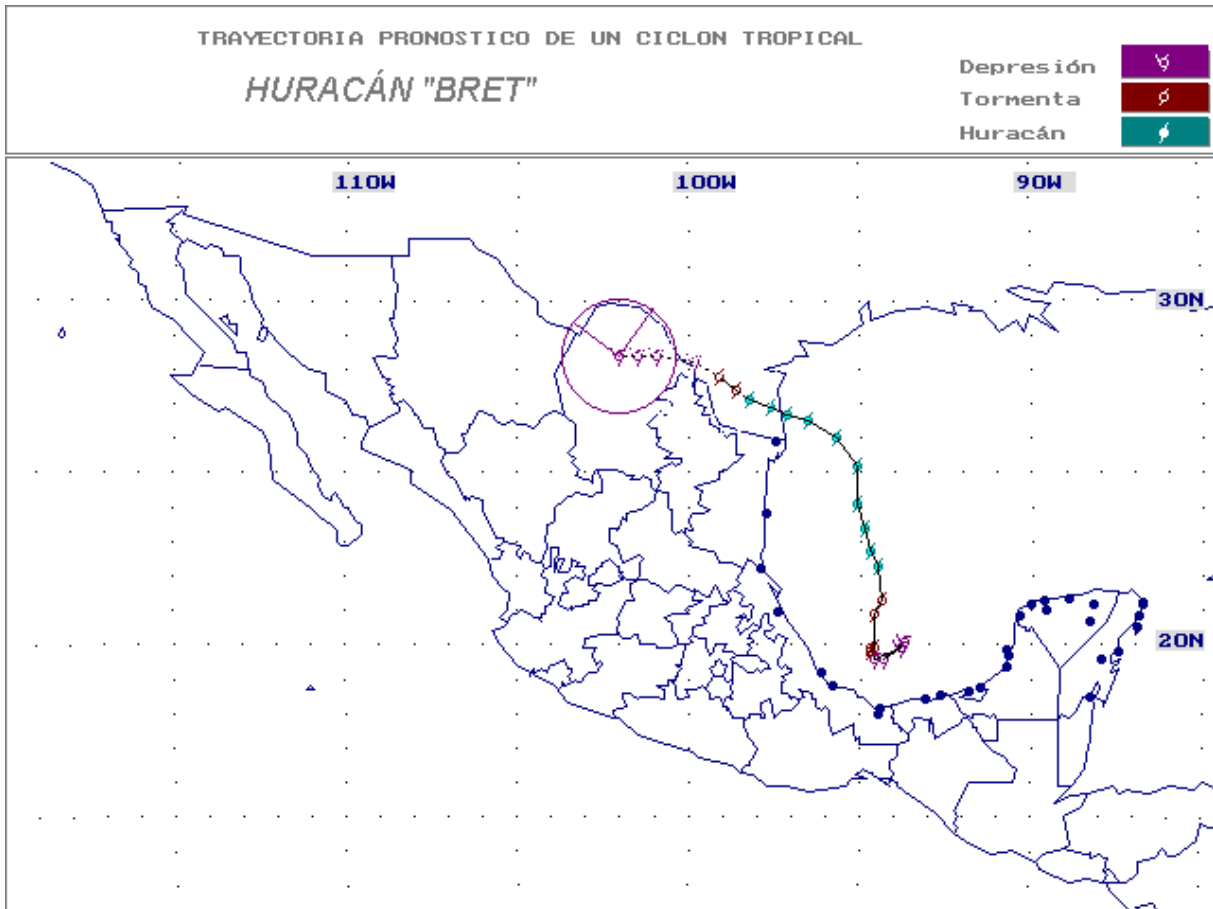 TRAYECTORIA PRONOSTICO DE UN CICLON TROPICAL
HURACÁN "BRET"
Depresión
Tormenta
Huracán
110W 100W 90W
30N
20N